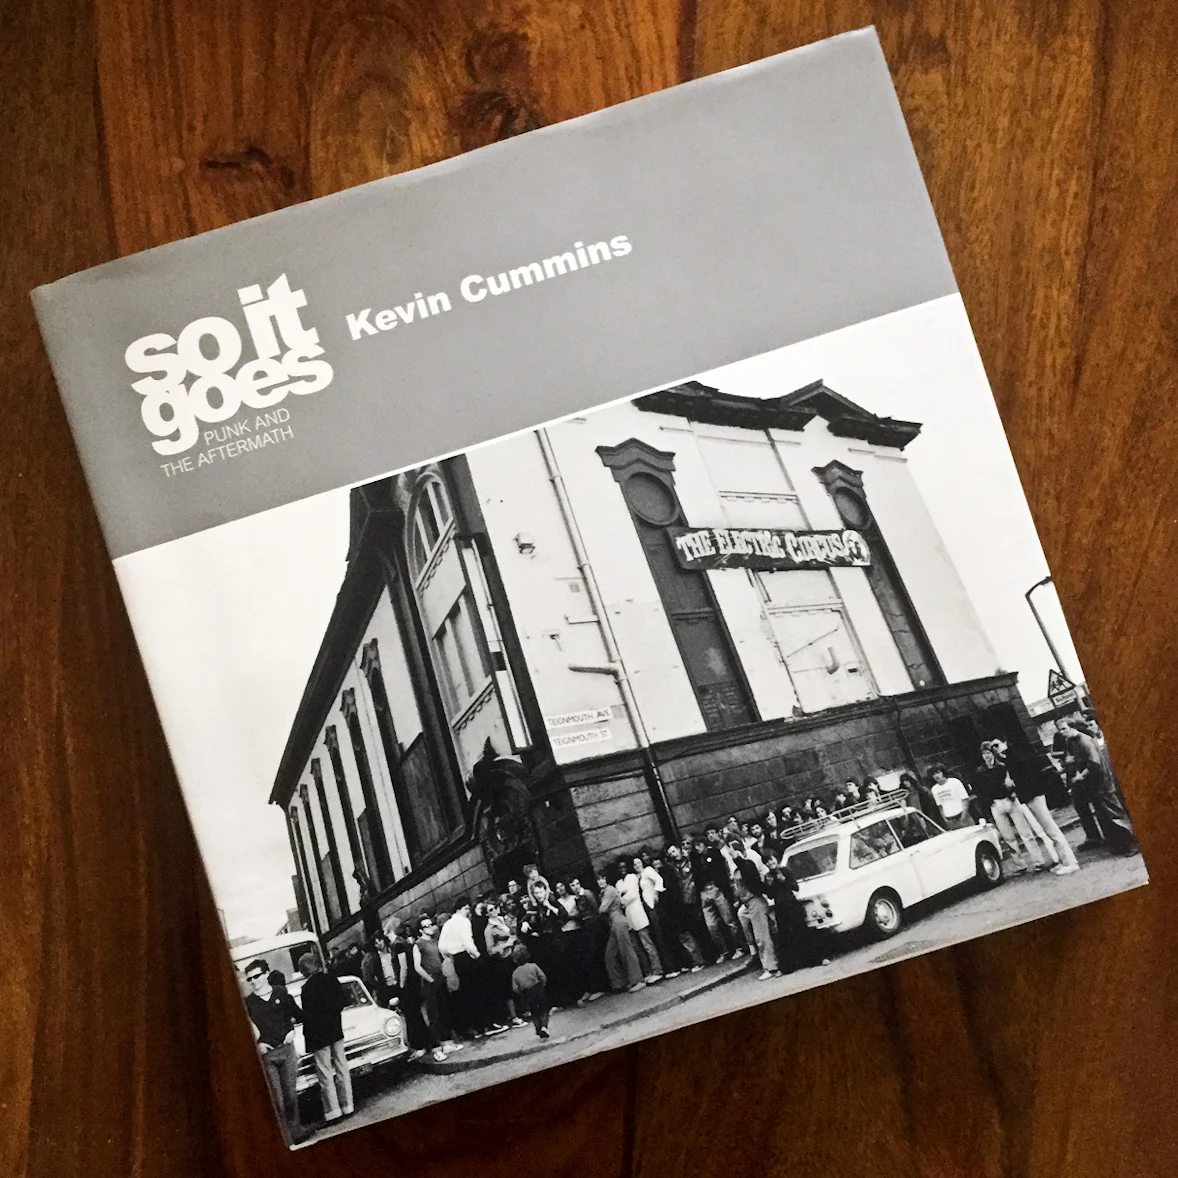 so it
goes
PUNK AND
THE AFTERMATH
Kevin Cummins
THE ELECTRIC CIRCUS
TEIGNMOUTH AVE
TEIGNMOUTH ST